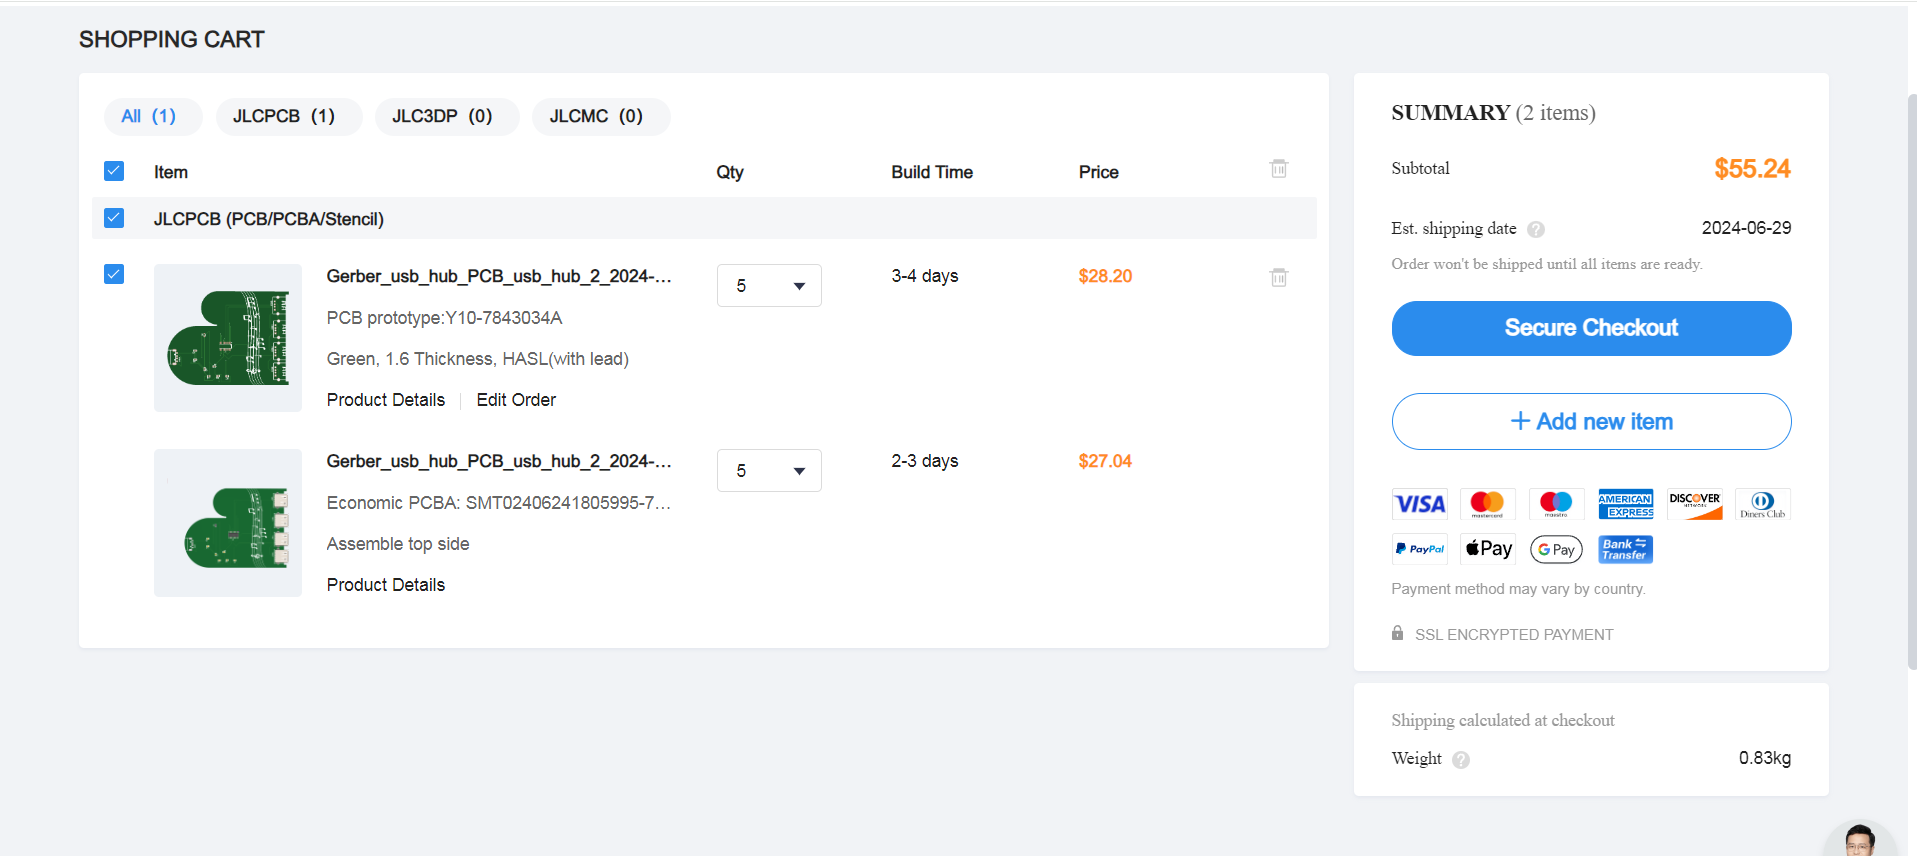 SHOPPING CART
All (1)
JLCPCB (1)
JLC3DP (0)
JLCMC (0)
Item
Qty
Build Time
Price
JLCPCB (PCB/PCBA/Stencil)
Gerber_usb_hub_PCB_usb_hub_2_2024-...
5
3-4 days
$28.20
PCB prototype:Y10-7843034A
Green, 1.6 Thickness, HASL(with lead)
Product Details
Edit Order
Gerber_usb_hub_PCB_usb_hub_2_2024-...
5
2-3 days
$27.04
Economic PCBA: SMT02406241805995-7...
Assemble top side
Product Details
SUMMARY (2 items)
Subtotal
$55.24
Est. shipping date ?
2024-06-29
Order won't be shipped until all items are ready.
Secure Checkout
+ Add new item
VISA
mastercard
maestro
AMERICAN EXPRESS
DISCOVER NETWORK
Diners Club
PayPal
Pay
G Pay
Bank Transfer
Payment method may vary by country.
SSL ENCRYPTED PAYMENT
Shipping calculated at checkout
Weight ?
0.83kg